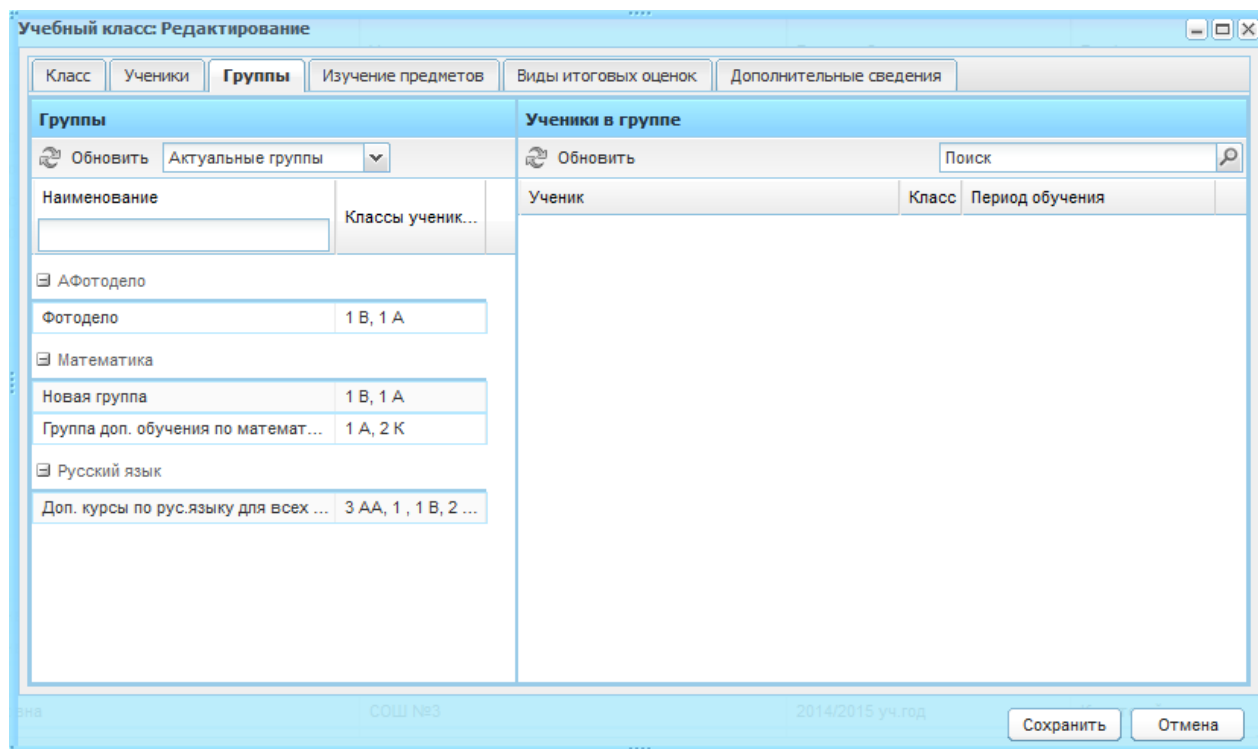 Учебный класс: Редактирование
Класс Ученики Группы Изучение предметов Виды итоговых оценок Дополнительные сведения
Группы
Обновить Актуальные группы
Наименование Классы ученик...
АФотодело
Фотодело 1 В, 1 А
Математика
Новая группа 1 В, 1 А
Группа доп. обучения по математ... 1 А, 2 К
Русский язык
Доп. курсы по рус.языку для всех ... 3 АА, 1 , 1 В, 2 ...
Ученики в группе
Обновить Поиск
Ученик Класс Период обучения
вна СОШ №3 2014/2015 уч.год
Сохранить Отмена